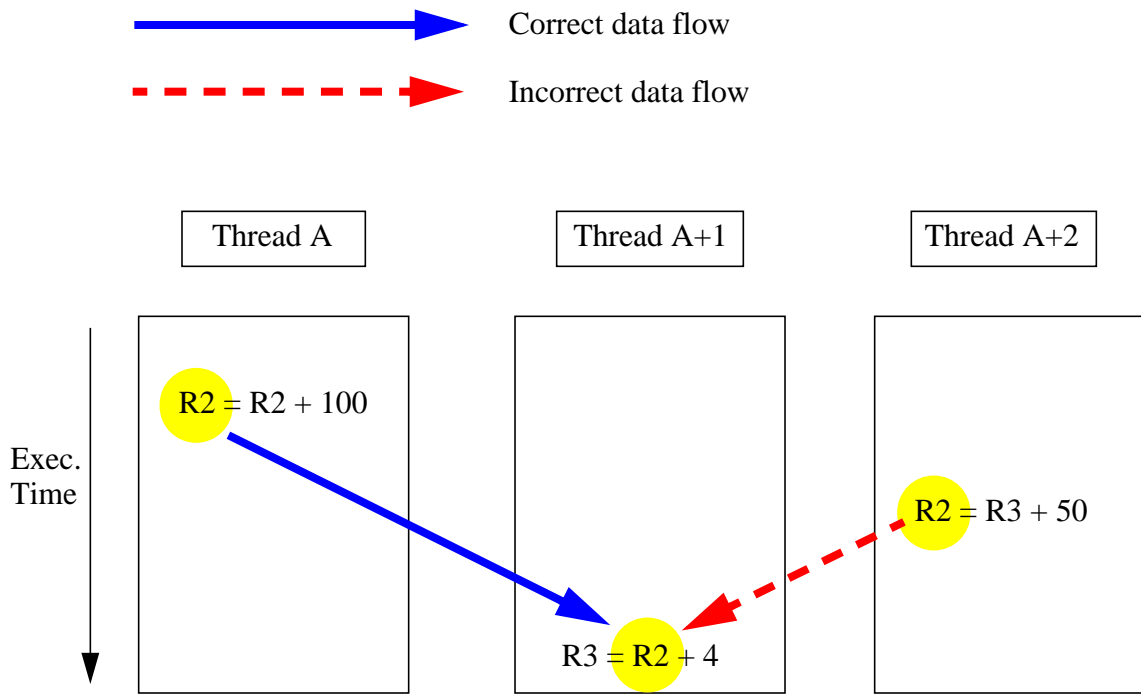 Correct data flow
Incorrect data flow
Thread A
Thread A+1
Thread A+2
R2 = R2 + 100
Exec.
Time
R2 = R3 + 50
R3 = R2 + 4